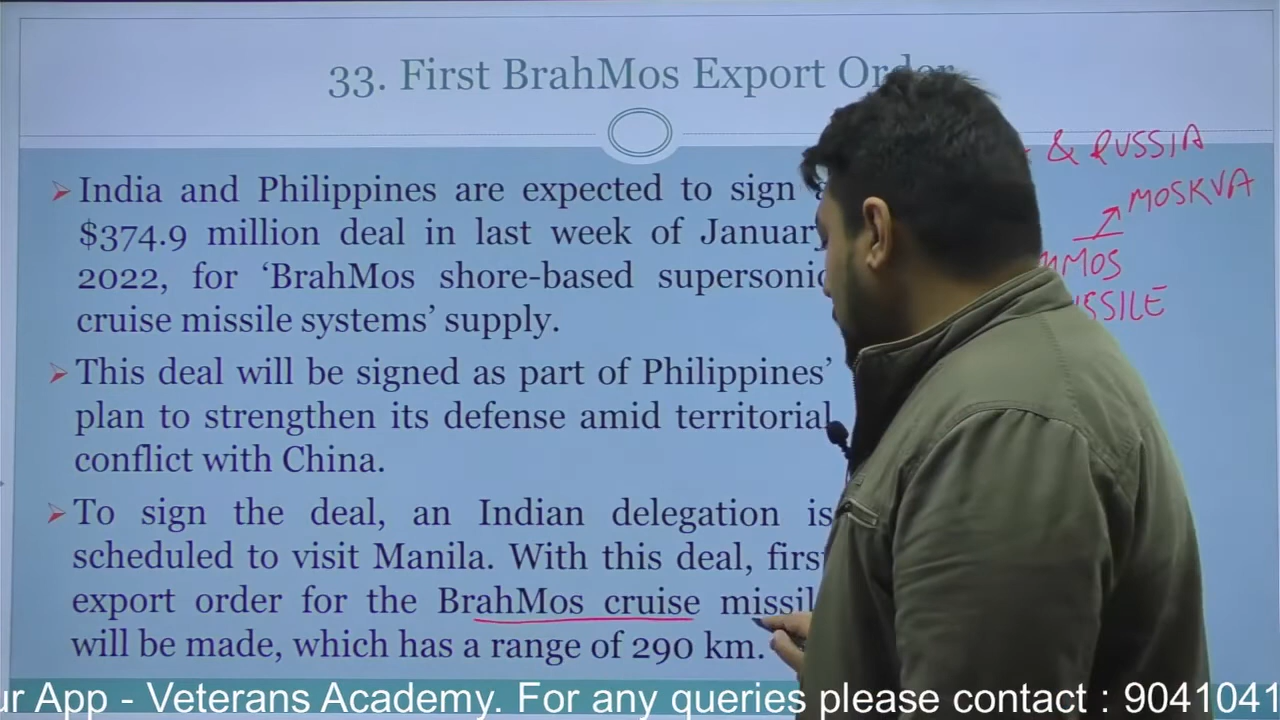 33. First BrahMos Export Order
India and Philippines are expected to sign
$374.9 million deal in last week of January
2022, for ‘BrahMos shore-based supersonic
cruise missile systems’ supply.
This deal will be signed as part of Philippines’
plan to strengthen its defense amid territorial
conflict with China.
To sign the deal, an Indian delegation is
scheduled to visit Manila. With this deal, first
export order for the BrahMos cruise missil
will be made, which has a range of 290 km.
& RUSSIA
MOSKVA
HMOS
SSILE
ur App - Veterans Academy. For any queries please contact : 9041041